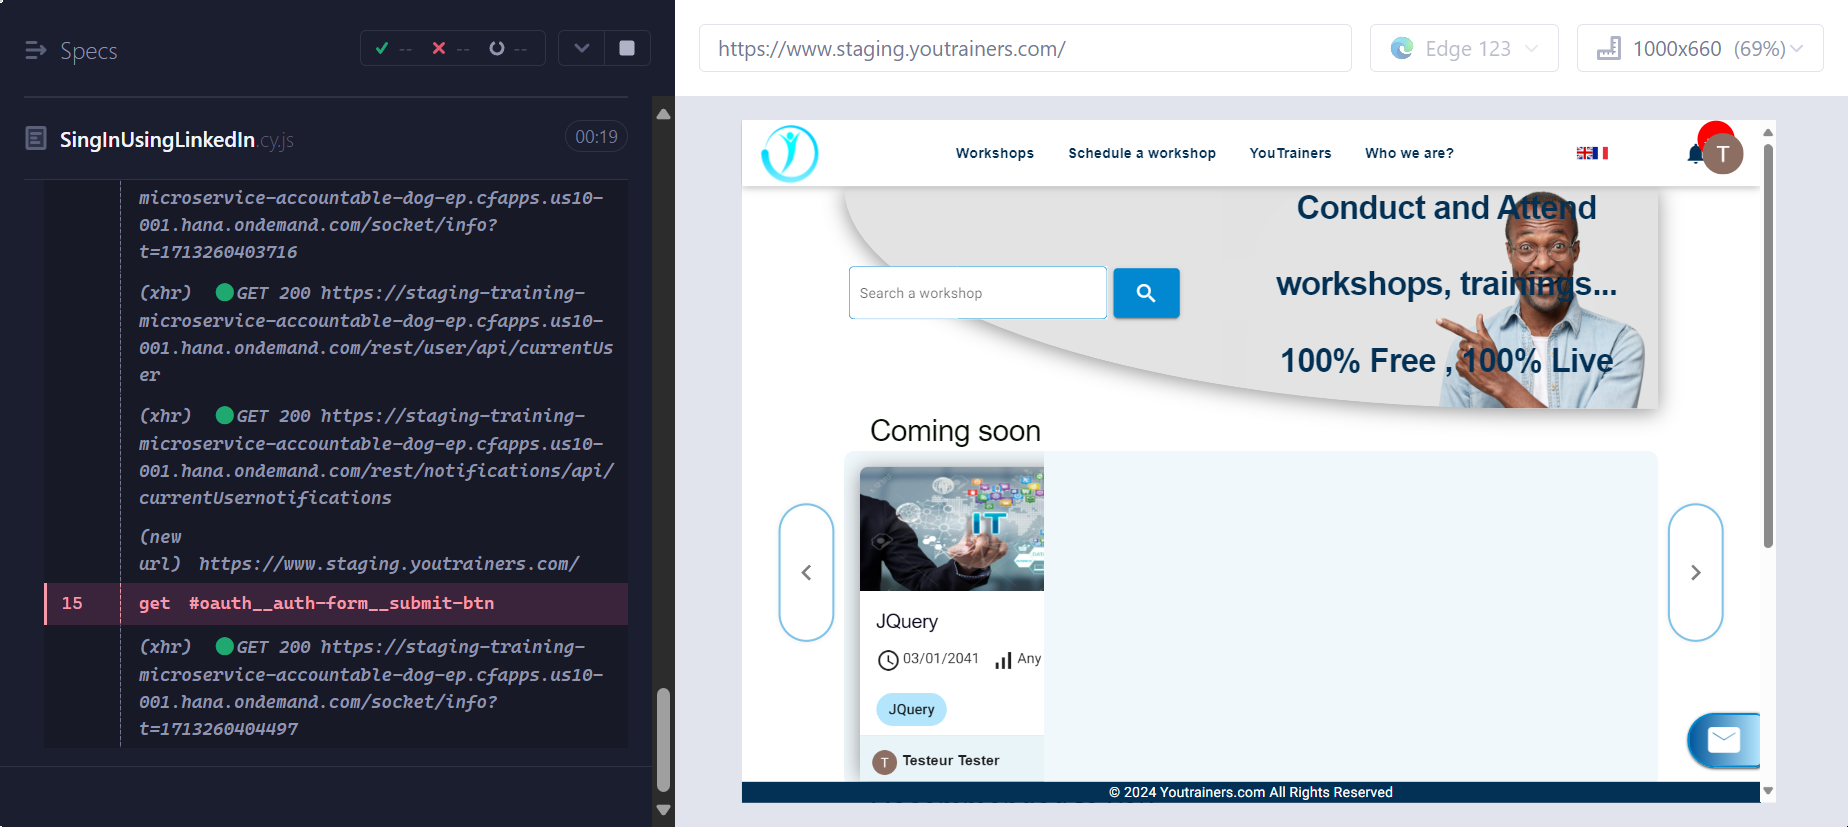 Specs
-- -- --
SingInUsingLinkedIn.cy.js
00:19
microservice-accountable-dog-ep.cfapps.us10-
001.hana.ondemand.com/socket/info?
t=1713260403716
(xhr) GET 200 https://staging-training-
microservice-accountable-dog-ep.cfapps.us10-
001.hana.ondemand.com/rest/user/api/currentUs
er
(xhr) GET 200 https://staging-training-
microservice-accountable-dog-ep.cfapps.us10-
001.hana.ondemand.com/rest/notifications/api/
currentUsernotifications
(new
url) https://www.staging.youtrainers.com/
15 get #oauth__auth-form__submit-btn
(xhr) GET 200 https://staging-training-
microservice-accountable-dog-ep.cfapps.us10-
001.hana.ondemand.com/socket/info?
t=1713260404497
https://www.staging.youtrainers.com/
Edge 123
1000x660 (69%)
Workshops Schedule a workshop YouTrainers Who we are?
T
Conduct and Attend
workshops, trainings...
100% Free , 100% Live
Search a workshop
Coming soon
IT
JQuery
03/01/2041 Any
JQuery
T Testeur Tester
© 2024 Youtrainers.com All Rights Reserved